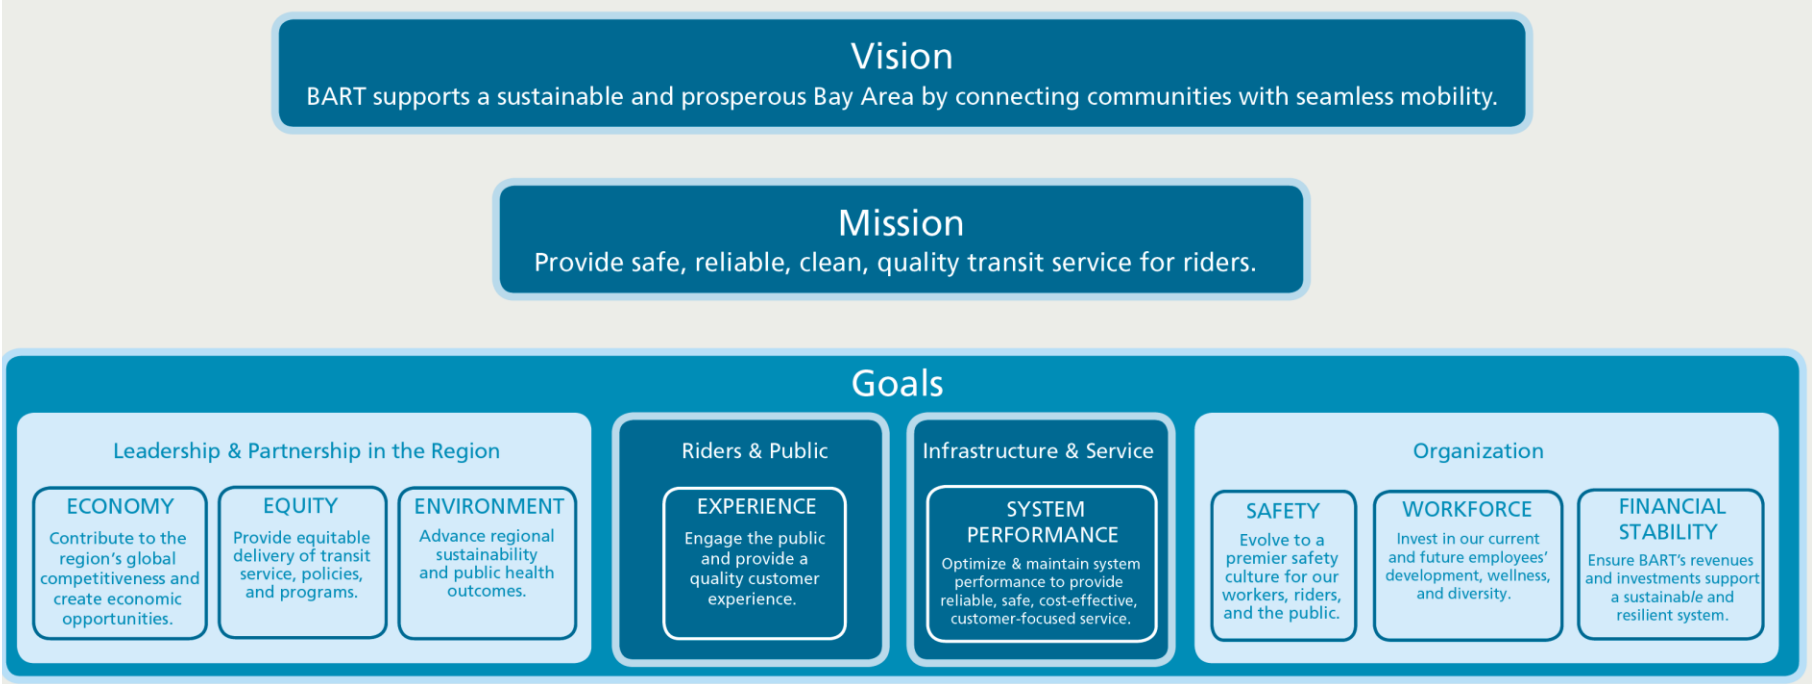 Vision
BART supports a sustainable and prosperous Bay Area by connecting communities with seamless mobility.
Mission
Provide safe, reliable, clean, quality transit service for riders.
Goals
Leadership & Partnership in the Region
ECONOMY
Contribute to the
region's global
competitiveness and
create economic
opportunities.
EQUITY
Provide equitable
delivery of transit
service, policies,
and programs.
ENVIRONMENT
Advance regional
sustainability
and public health
outcomes.
Riders & Public
EXPERIENCE
Engage the public
and provide a
quality customer
experience.
Infrastructure & Service
SYSTEM
PERFORMANCE
Optimize & maintain system
performance to provide
reliable, safe, cost-effective,
customer-focused service.
Organization
SAFETY
Evolve to a
premier safety
culture for our
workers, riders,
and the public.
WORKFORCE
Invest in our current
and future employees'
development, wellness,
and diversity.
FINANCIAL
STABILITY
Ensure BART's revenues
and investments support
a sustainable and
resilient system.